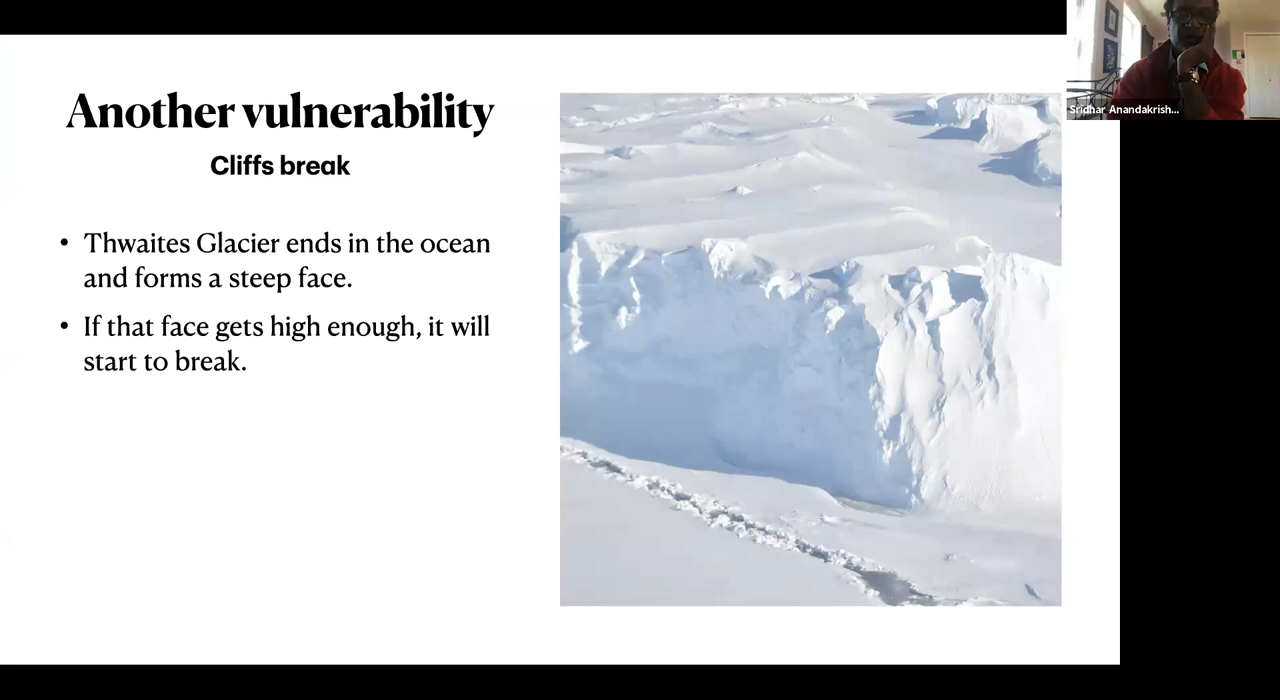 Another vulnerability
Cliffs break
• Thwaites Glacier ends in the ocean
and forms a steep face.
• If that face gets high enough, it will
start to break.
Sridhar Anandakrish...